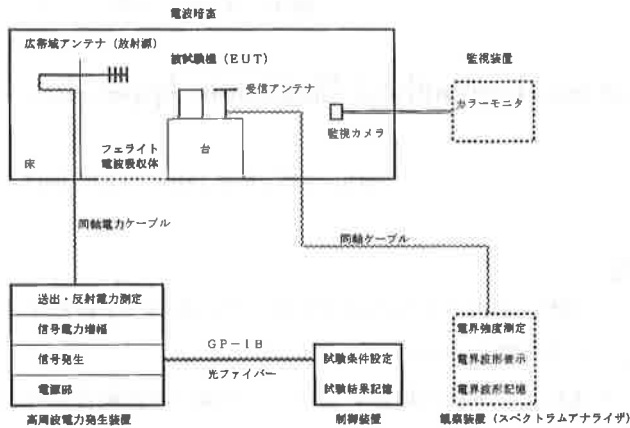 電波暗室
広帯域アンテナ(放射源)
被試験機(EUT)
受信アンテナ
監視装置
カラーモニタ
監視カメラ
床
フェライト
電波吸収体
台
同軸電力ケーブル
同軸ケーブル
送出・反射電力測定
信号電力増幅
信号発生
電源部
高周波電力発生装置
GP-IB
光ファイバー
試験条件設定
試験結果記憶
制御装置
電界強度測定
電界波形表示
電界波形記憶
観察装置(スペクトラムアナライザ)